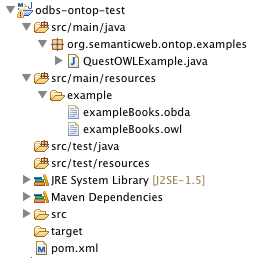 odbs-ontop-test
src/main/java
org.semanticweb.ontop.examples
QuestOWLExample.java
src/main/resources
example
exampleBooks.obda
exampleBooks.owl
src/test/java
src/test/resources
JRE System Library [J2SE-1.5]
Maven Dependencies
src
target
pom.xml